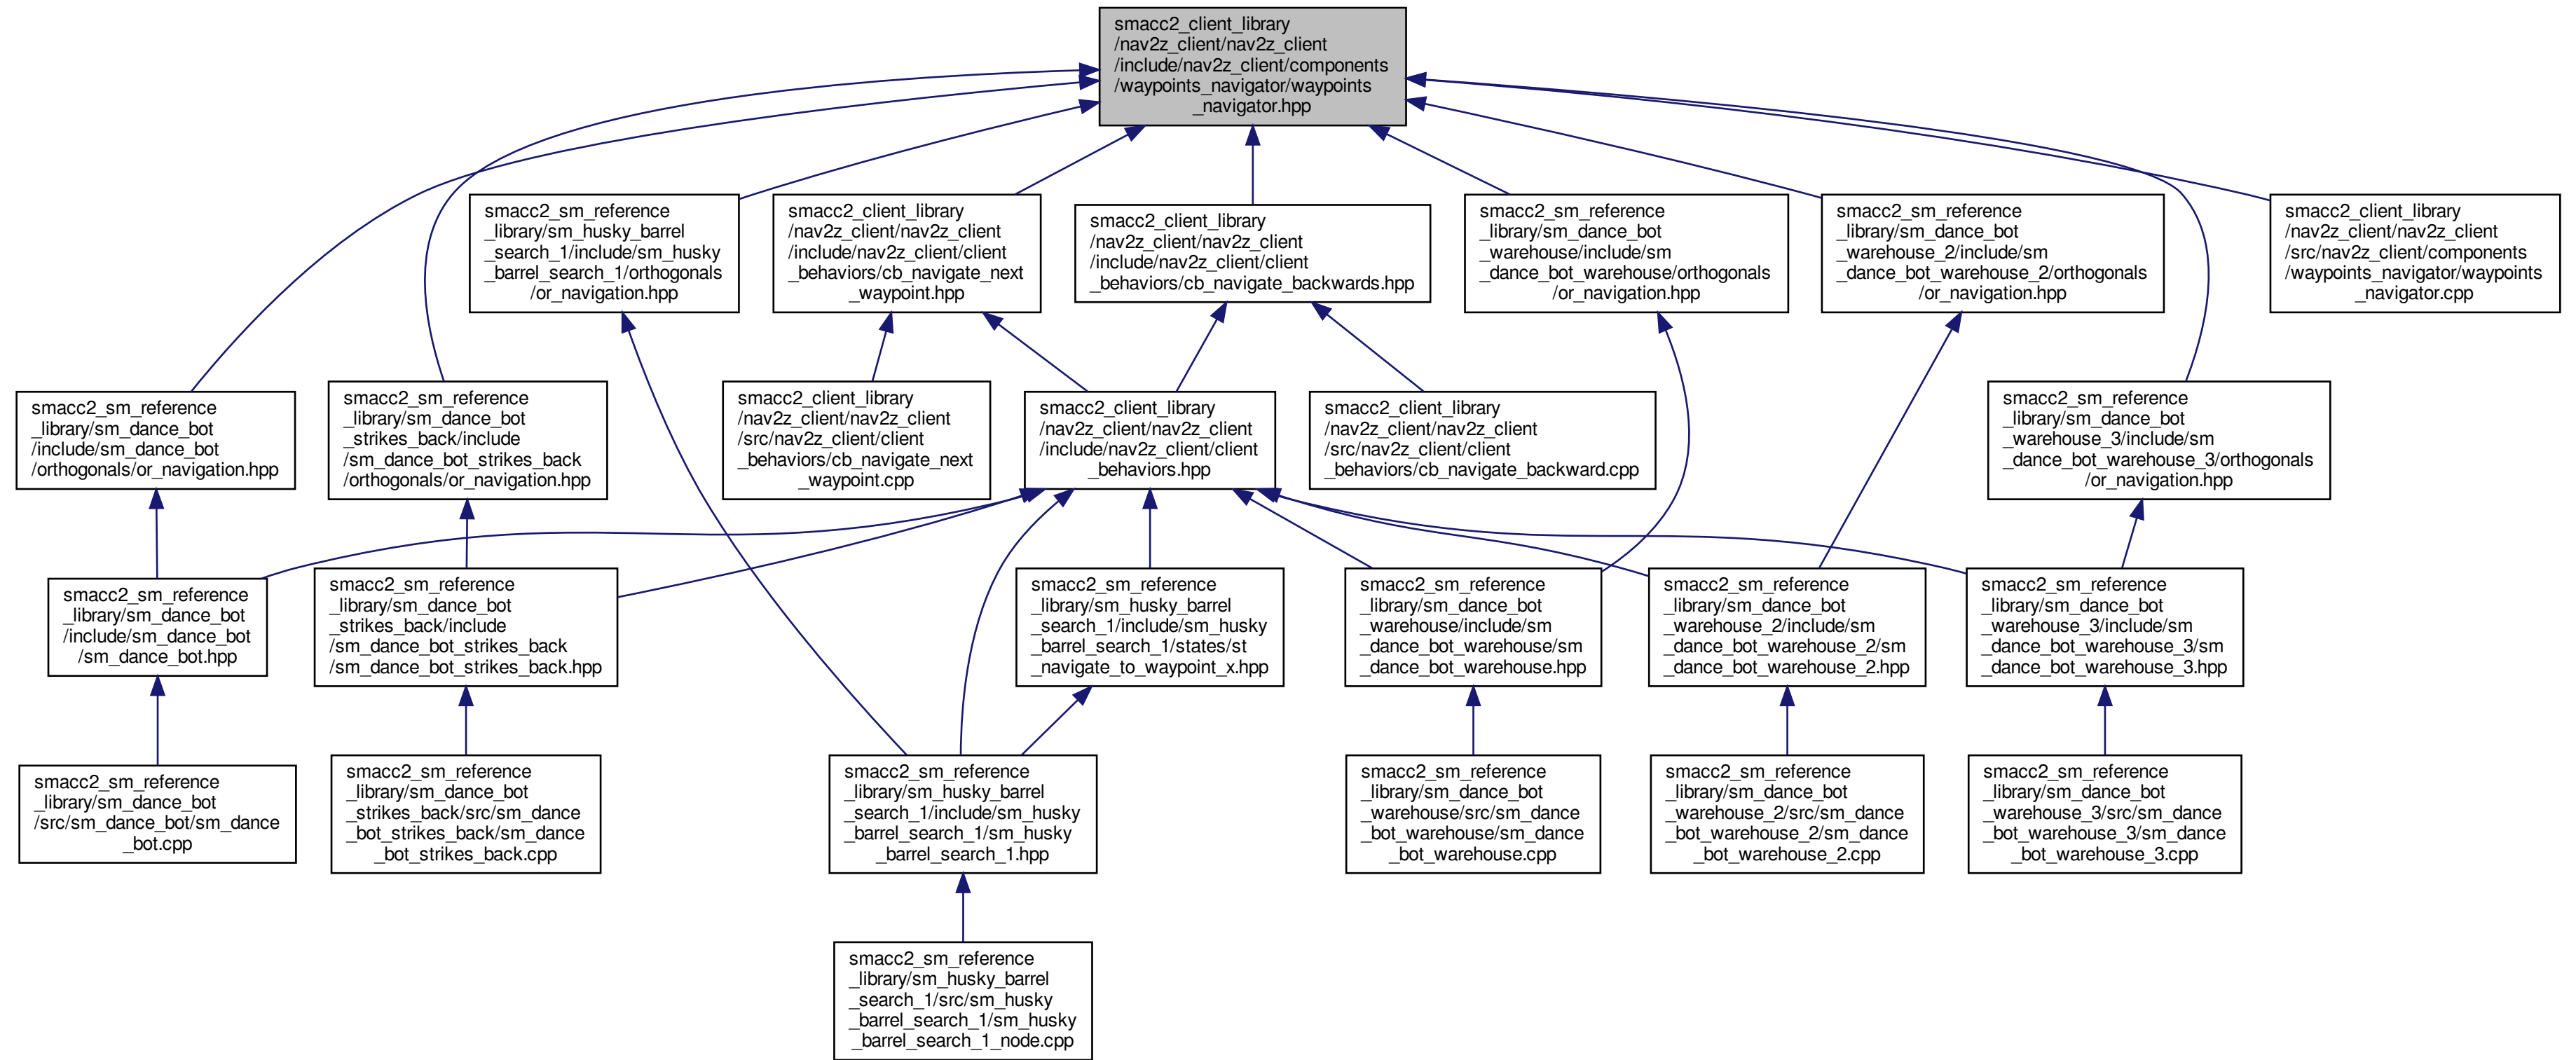 smacc2_client_library
/nav2z_client/nav2z_client
/include/nav2z_client/components
/waypoints_navigator/waypoints
_navigator.hpp
smacc2_sm_reference
_library/sm_husky_barrel
_search_1/include/sm_husky
_barrel_search_1/orthogonals
/or_navigation.hpp
smacc2_client_library
/nav2z_client/nav2z_client
/include/nav2z_client/client
_behaviors/cb_navigate_next
_waypoint.hpp
smacc2_client_library
/nav2z_client/nav2z_client
/include/nav2z_client/client
_behaviors/cb_navigate_backwards.hpp
smacc2_sm_reference
_library/sm_dance_bot
_warehouse/include/sm
_dance_bot_warehouse/orthogonals
/or_navigation.hpp
smacc2_sm_reference
_library/sm_dance_bot
_warehouse_2/include/sm
_dance_bot_warehouse_2/orthogonals
/or_navigation.hpp
smacc2_client_library
/nav2z_client/nav2z_client
/src/nav2z_client/components
/waypoints_navigator/waypoints
_navigator.cpp
smacc2_sm_reference
_library/sm_dance_bot
/include/sm_dance_bot
/orthogonals/or_navigation.hpp
smacc2_sm_reference
_library/sm_dance_bot
_strikes_back/include
/sm_dance_bot_strikes_back
/orthogonals/or_navigation.hpp
smacc2_client_library
/nav2z_client/nav2z_client
/src/nav2z_client/client
_behaviors/cb_navigate_next
_waypoint.cpp
smacc2_client_library
/nav2z_client/nav2z_client
/include/nav2z_client/client
_behaviors.hpp
smacc2_client_library
/nav2z_client/nav2z_client
/src/nav2z_client/client
_behaviors/cb_navigate_backward.cpp
smacc2_sm_reference
_library/sm_dance_bot
_warehouse_3/include/sm
_dance_bot_warehouse_3/orthogonals
/or_navigation.hpp
smacc2_sm_reference
_library/sm_dance_bot
/include/sm_dance_bot
/sm_dance_bot.hpp
smacc2_sm_reference
_library/sm_dance_bot
_strikes_back/include
/sm_dance_bot_strikes_back
/sm_dance_bot_strikes_back.hpp
smacc2_sm_reference
_library/sm_husky_barrel
_search_1/include/sm_husky
_barrel_search_1/states/st
_navigate_to_waypoint_x.hpp
smacc2_sm_reference
_library/sm_dance_bot
_warehouse/include/sm
_dance_bot_warehouse/sm
_dance_bot_warehouse.hpp
smacc2_sm_reference
_library/sm_dance_bot
_warehouse_2/include/sm
_dance_bot_warehouse_2/sm
_dance_bot_warehouse_2.hpp
smacc2_sm_reference
_library/sm_dance_bot
_warehouse_3/include/sm
_dance_bot_warehouse_3/sm
_dance_bot_warehouse_3.hpp
smacc2_sm_reference
_library/sm_dance_bot
/src/sm_dance_bot/sm_dance
_bot.cpp
smacc2_sm_reference
_library/sm_dance_bot
_strikes_back/src/sm_dance
_bot_strikes_back/sm_dance
_bot_strikes_back.cpp
smacc2_sm_reference
_library/sm_husky_barrel
_search_1/include/sm_husky
_barrel_search_1/sm_husky
_barrel_search_1.hpp
smacc2_sm_reference
_library/sm_dance_bot
_warehouse/src/sm_dance
_bot_warehouse/sm_dance
_bot_warehouse.cpp
smacc2_sm_reference
_library/sm_dance_bot
_warehouse_2/src/sm_dance
_bot_warehouse_2/sm_dance
_bot_warehouse_2.cpp
smacc2_sm_reference
_library/sm_dance_bot
_warehouse_3/src/sm_dance
_bot_warehouse_3/sm_dance
_bot_warehouse_3.cpp
smacc2_sm_reference
_library/sm_husky_barrel
_search_1/src/sm_husky
_barrel_search_1/sm_husky
_barrel_search_1_node.cpp